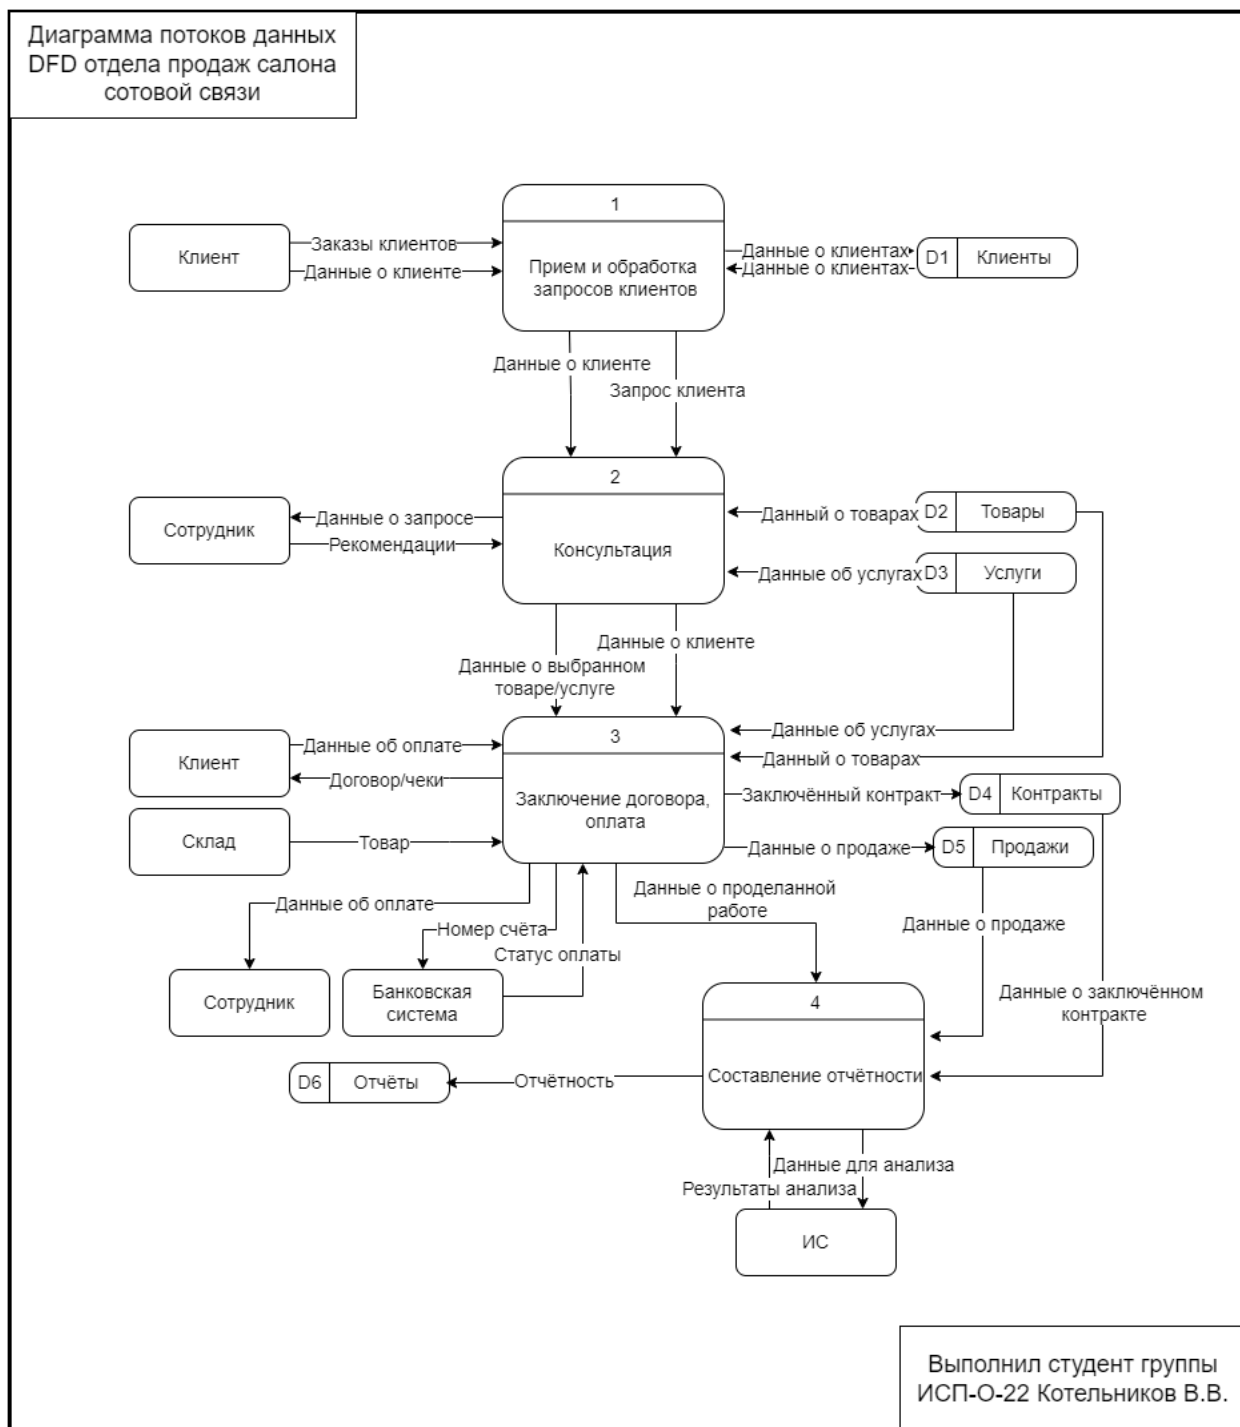 Диаграмма потоков данных
DFD отдела продаж салона
сотовой связи
1
Клиент
Заказы клиентов
Данные о клиенте
Прием и обработка
запросов клиентов
Данные о клиентах
Данные о клиентах
D1
Клиенты
Данные о клиенте
Запрос клиента
2
Сотрудник
Данные о запросе
Рекомендации
Консультация
Данный о товарах
D2
Товары
Данные об услугах
D3
Услуги
Данные о выбранном
товаре/услуге
Данные о клиенте
3
Клиент
Данные об оплате
Договор/чеки
Заключение договора,
оплата
Данные об услугах
Данный о товарах
Заключённый контракт
D4
Контракты
Склад
Товар
Данные о продаже
D5
Продажи
Данные об оплате
Номер счёта
Статус оплаты
Данные о проделанной
работе
Данные о продаже
Сотрудник
Банковская
система
4
Данные о заключённом
контракте
D6
Отчёты
Отчётность
Составление отчётности
Данные для анализа
Результаты анализа
ИС
Выполнил студент группы
ИСП-О-22 Котельников В.В.